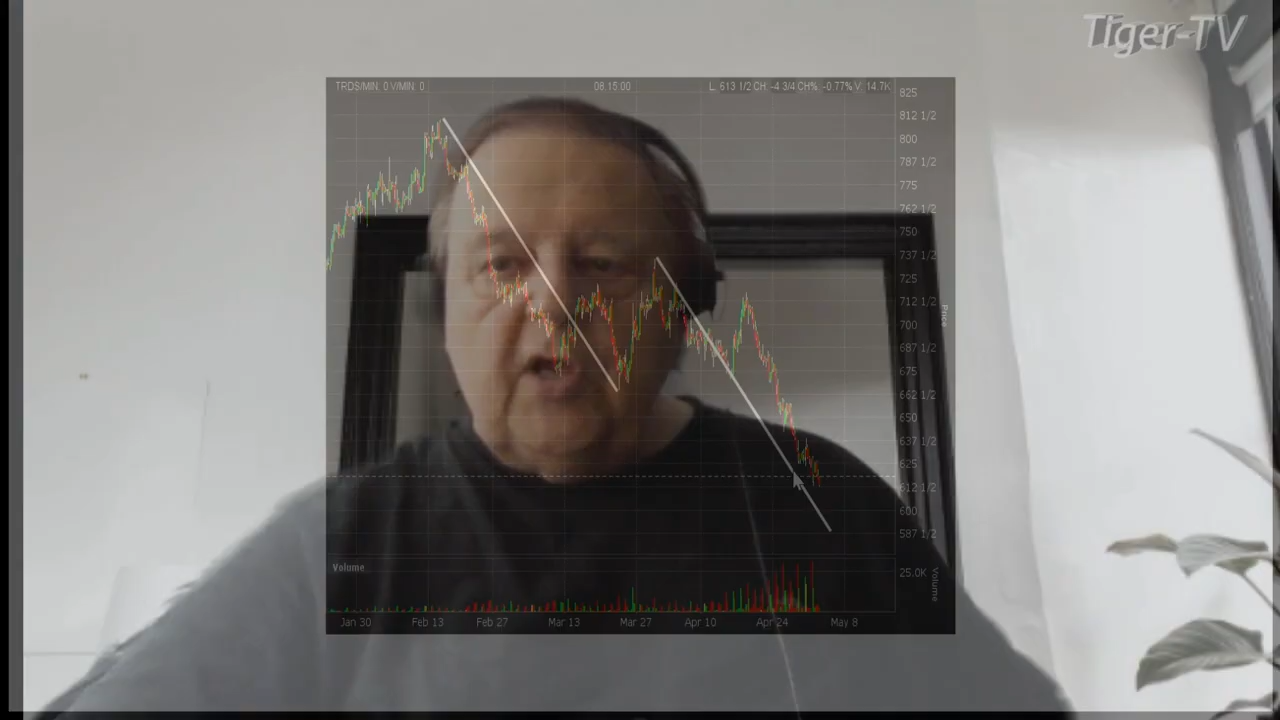 Tiger-TV
TRDS/MIN. 0 V/MIN: 0 08:15:00 L. 613 1/2 CH: -4 3/4 CH% -0.77% V: 14.7K
825
812 1/2
800
787 1/2
775
762 1/2
750
737 1/2
725
712 1/2
700
687 1/2
675
662 1/2
650
637 1/2
625
612 1/2
600
587 1/2
Price
Volume
25.0K
Volume
Jan 30 Feb 13 Feb 27 Mar 13 Mar 27 Apr 10 Apr 24 May 8